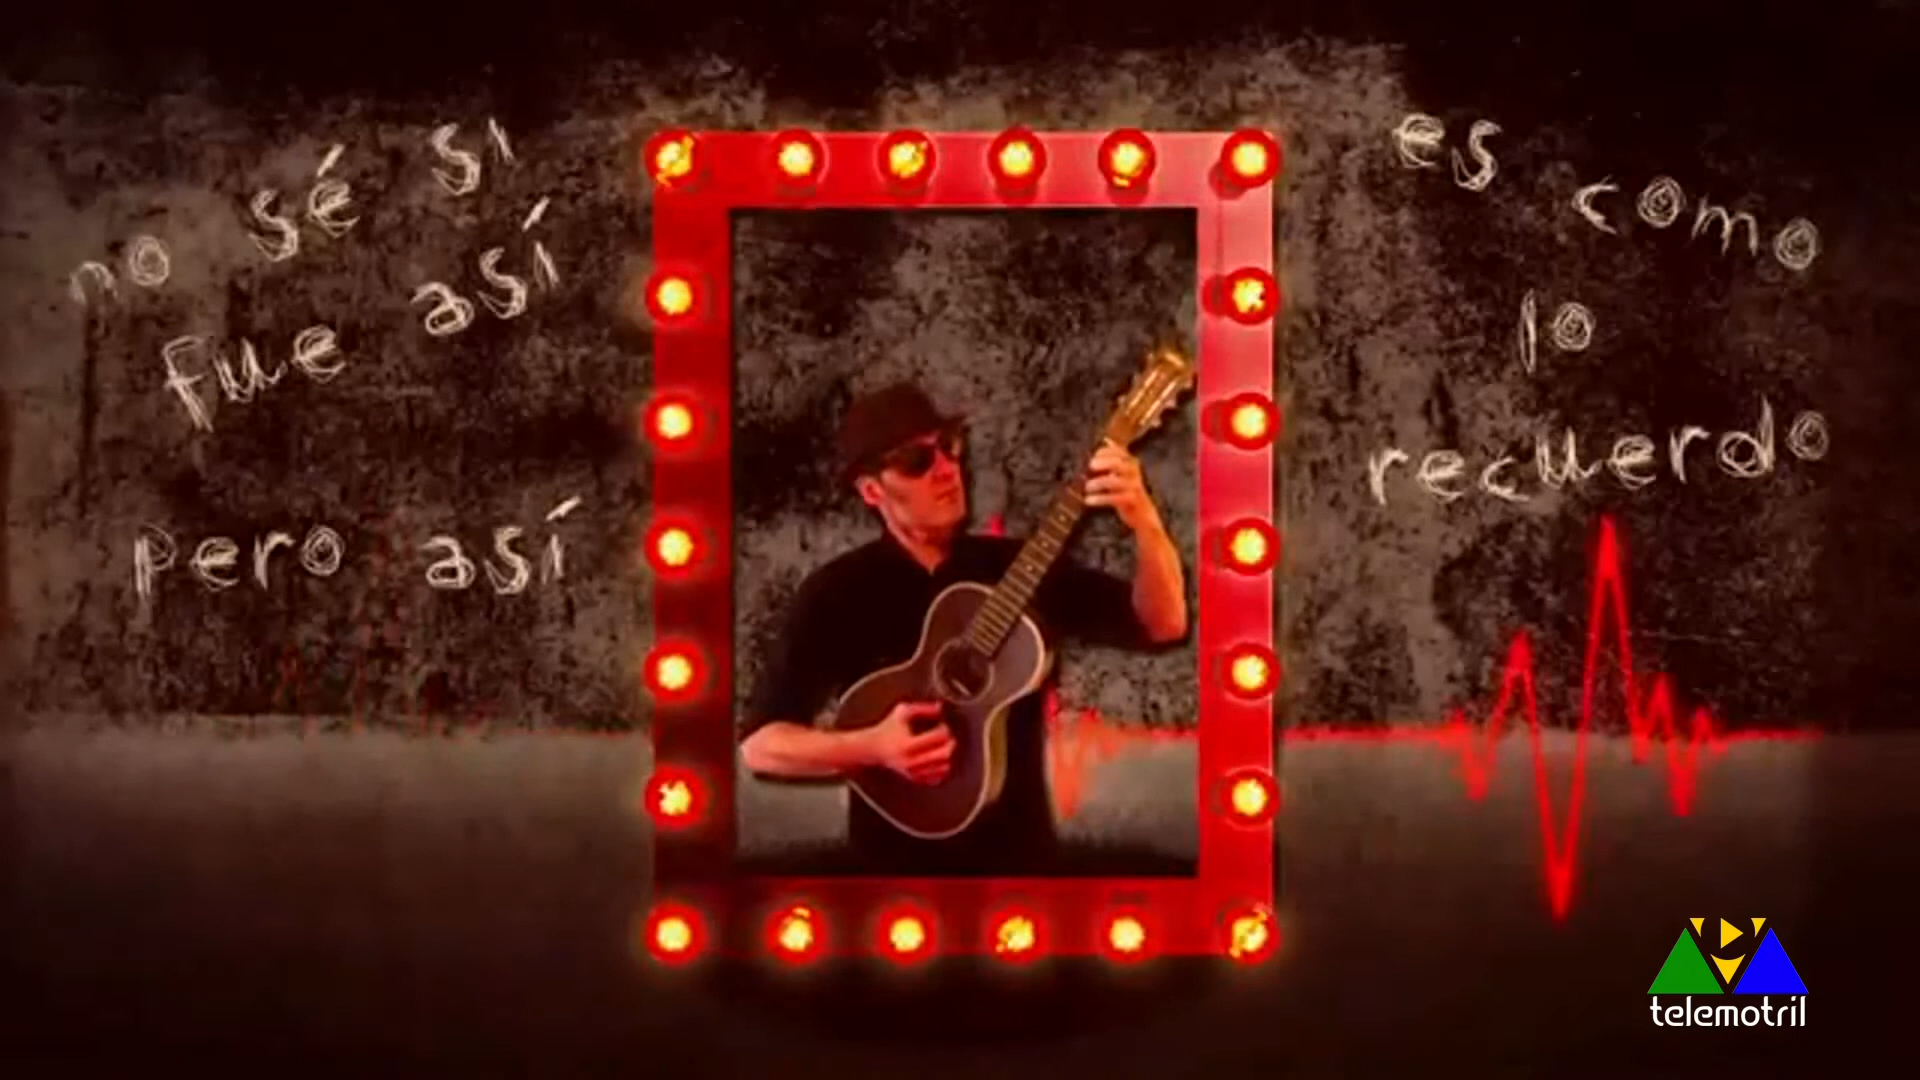 no sé si
fue así
pero así
es como
lo
recuerdo
telemotril